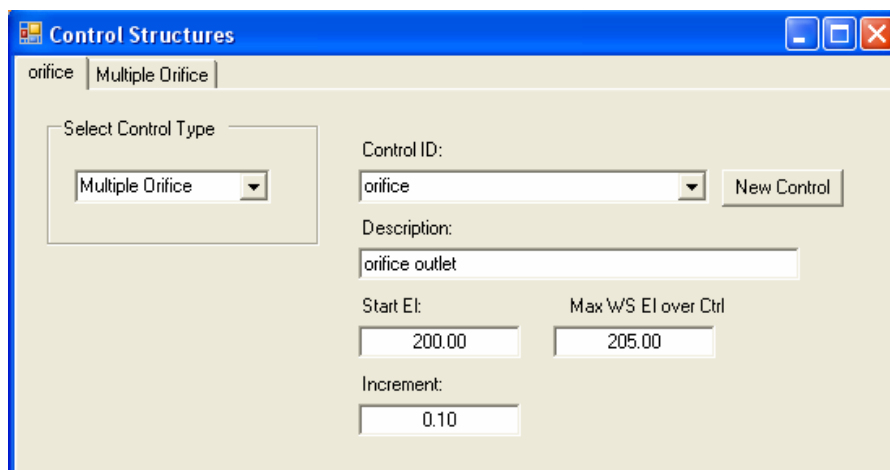 Control Structures
orifice Multiple Orifice
Select Control Type
Multiple Orifice
Control ID:
orifice New Control
Description:
orifice outlet
Start El: Max WS El over Ctrl
200.00 205.00
Increment:
0.10